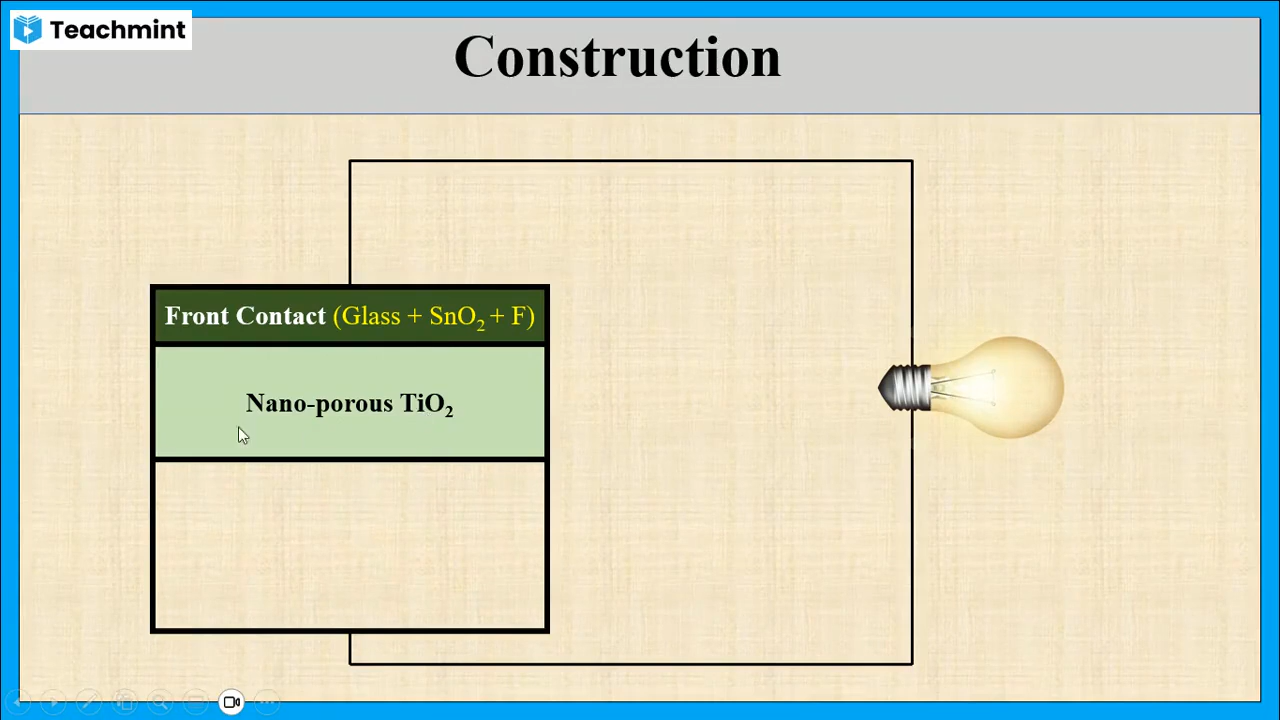 Teachmint
Construction
Front Contact (Glass + SnO₂ + F)
Nano-porous TiO₂